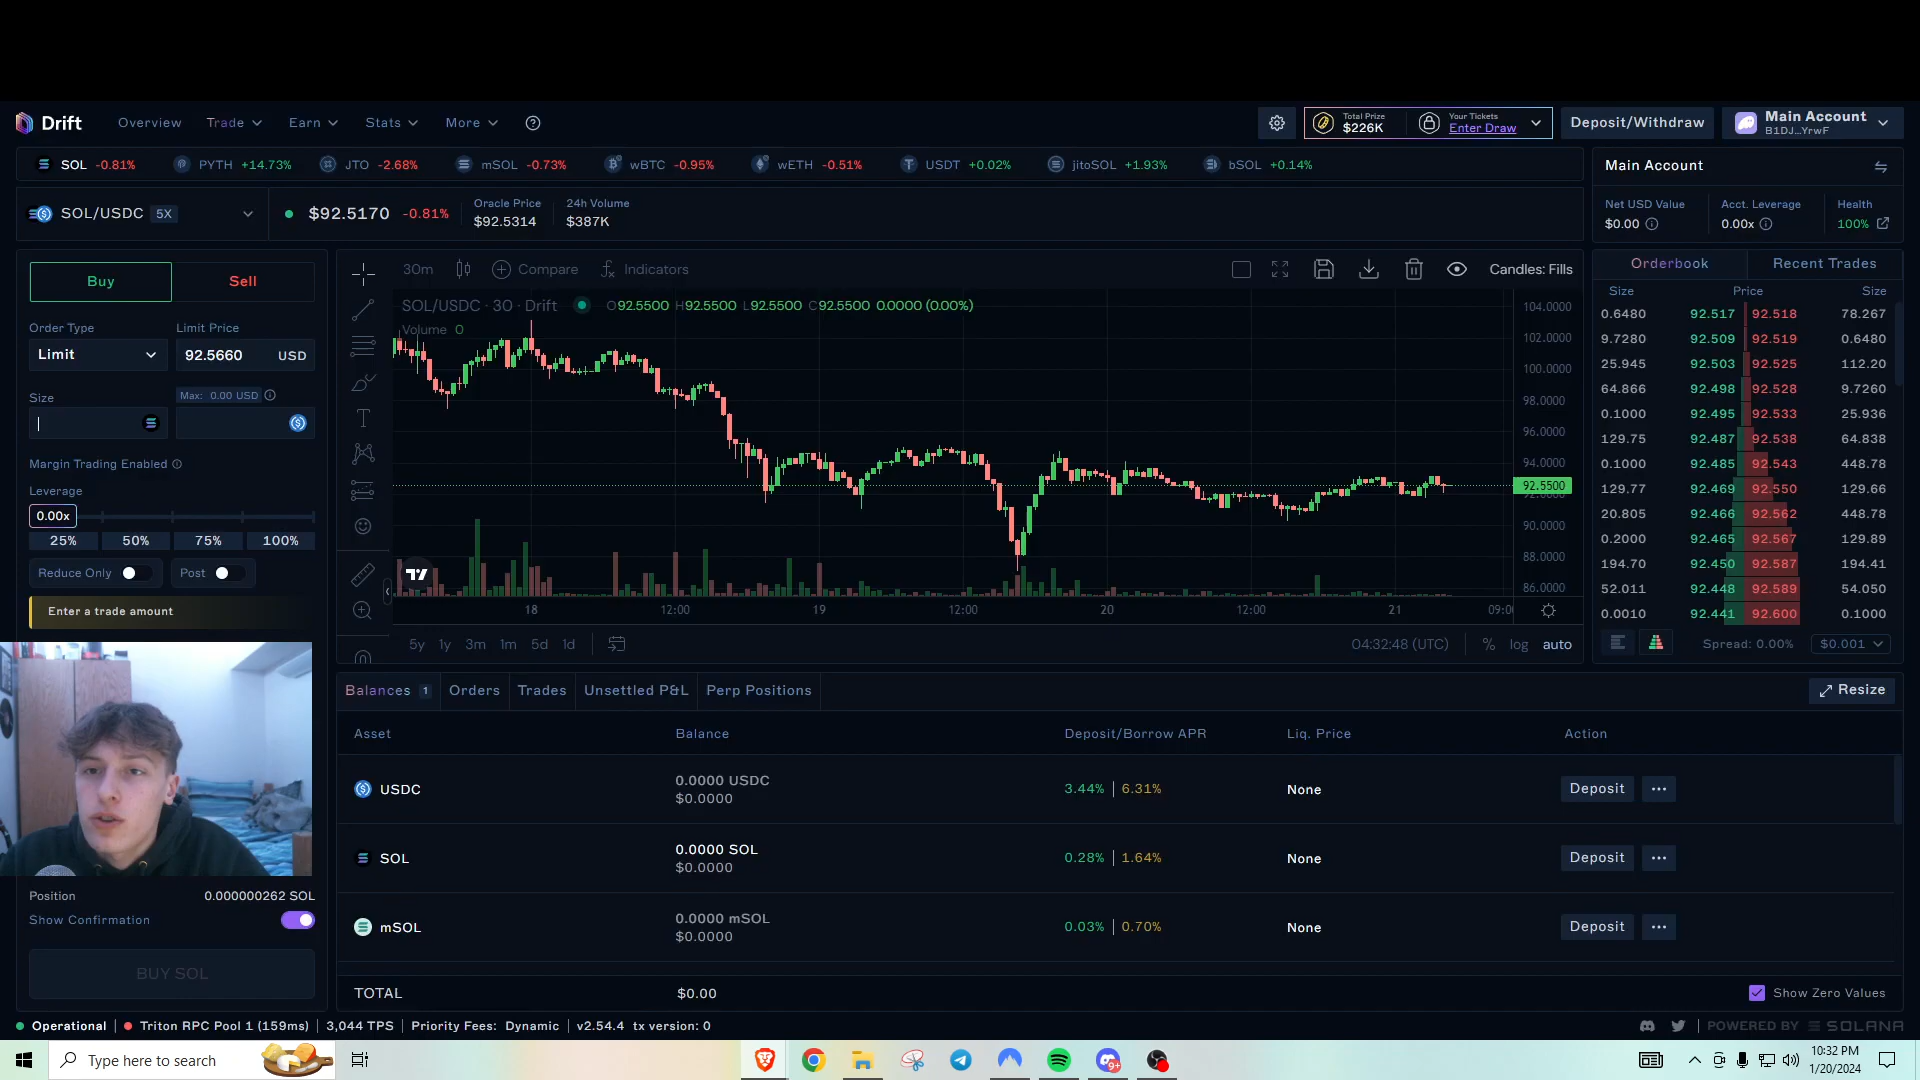 Drift
Overview Trade Earn Stats More
Total Prize
$226K
Your Tickets
Enter Draw
Deposit/Withdraw
Main Account
B1DJ...YrwF
SOL -0.81% PYTH +14.73% JTO -2.68% mSOL -0.73% wBTC -0.95% wETH -0.51% USDT +0.02% jitoSOL +1.93% bSOL +0.14%
Main Account
SOL/USDC 5X
$92.5170 -0.81%
Oracle Price
$92.5314
24h Volume
$387K
Net USD Value
$0.00
Acct. Leverage
0.00x
Health
100%
Buy Sell
Order Type
Limit
Limit Price
92.5660 USD
Size
Max: 0.00 USD
Margin Trading Enabled
Leverage
0.00x
25% 50% 75% 100%
Reduce Only Post
Enter a trade amount
Position 0.000000262 SOL
Show Confirmation
BUY SOL
30m Compare Indicators Candles: Fills
SOL/USDC · 30 · Drift O92.5500 H92.5500 L92.5500 C92.5500 0.0000 (0.00%)
Volume 0
104.0000
102.0000
100.0000
98.0000
96.0000
94.0000
92.5500
92.0000
90.0000
88.0000
86.0000
18 12:00 19 12:00 20 12:00 21 09:00
5y 1y 3m 1m 5d 1d
04:32:48 (UTC) % log auto
Orderbook Recent Trades
Size Price Size
0.6480 92.517 92.518 78.267
9.7280 92.509 92.519 0.6480
25.945 92.503 92.525 112.20
64.866 92.498 92.528 9.7260
0.1000 92.495 92.533 25.936
129.75 92.487 92.538 64.838
0.1000 92.485 92.543 448.78
129.77 92.469 92.550 129.66
20.805 92.466 92.562 448.78
0.2000 92.465 92.567 129.89
194.70 92.450 92.587 194.41
52.011 92.448 92.589 54.050
0.0010 92.441 92.600 0.1000
Spread: 0.00% $0.001
Balances 1 Orders Trades Unsettled P&L Perp Positions Resize
Asset Balance Deposit/Borrow APR Liq. Price Action
USDC 0.0000 USDC 3.44% | 6.31% None Deposit
$0.0000
SOL 0.0000 SOL 0.28% | 1.64% None Deposit
$0.0000
mSOL 0.0000 mSOL 0.03% | 0.70% None Deposit
$0.0000
TOTAL $0.00 Show Zero Values
Operational | Triton RPC Pool 1 (159ms) | 3,044 TPS | Priority Fees: Dynamic | v2.54.4 tx version: 0
POWERED BY SOLANA
Type here to search
9+
10:32 PM
1/20/2024